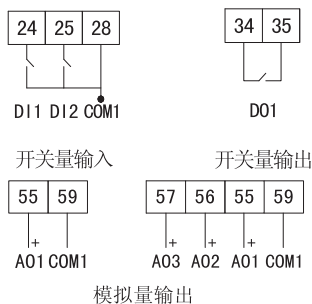 24 25 28 34 35
DI1 DI2 COM1 DO1
开关量输入 开关量输出
55 59 57 56 55 59
+ + + +
AO1 COM1 AO3 AO2 AO1 COM1
模拟量输出